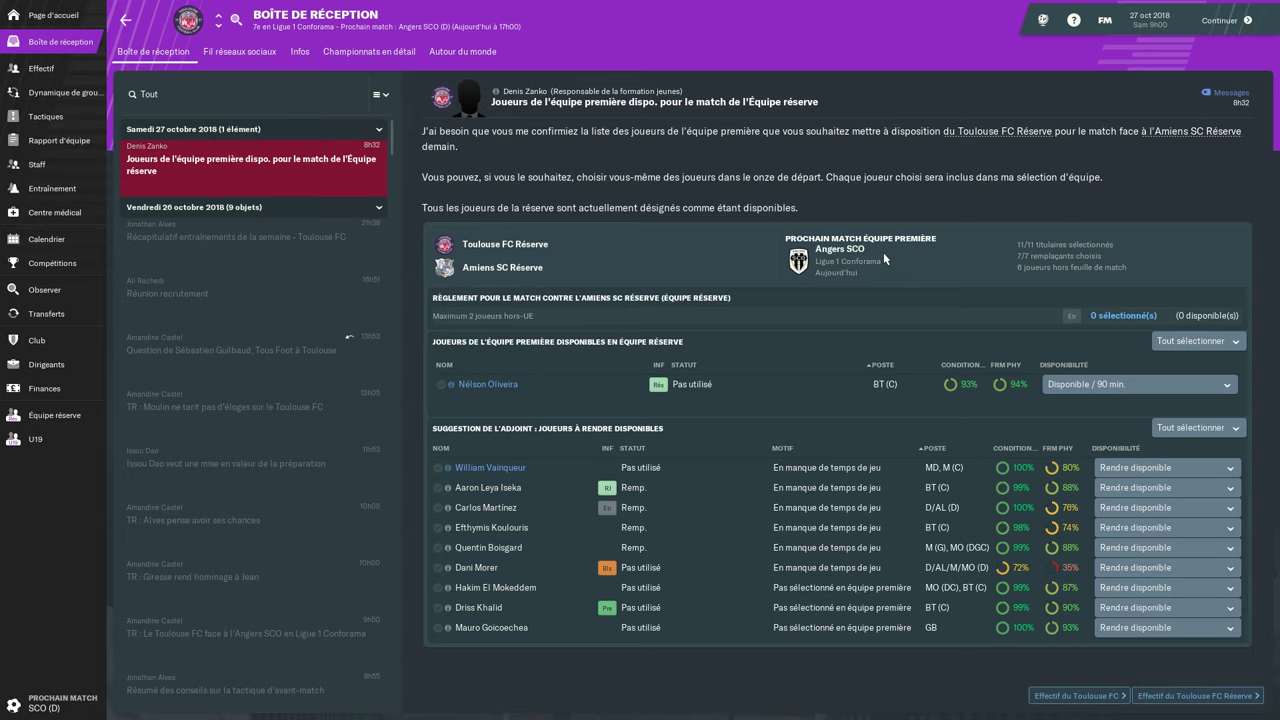 Page d'accueil
Boîte de réception
Effectif
Dynamique de grou...
Tactiques
Rapport d'équipe
Staff
Entraînement
Centre médical
Calendrier
Compétitions
Observer
Transferts
Club
Dirigeants
Finances
Équipe réserve
U19
PROCHAIN MATCH
SCO (D)
BOÎTE DE RÉCEPTION
7e en Ligue 1 Conforama - Prochain match : Angers SCO (D) (Aujourd'hui à 17h00)
FM
27 oct 2018
Sam 9h00
Continuer
Boîte de réception
Fil réseaux sociaux
Infos
Championnats en détail
Autour du monde
Tout
Samedi 27 octobre 2018 (1 élément)
Denis Zanko 8h32
Joueurs de l'équipe première dispo. pour le match de l'Équipe
réserve
Vendredi 26 octobre 2018 (9 objets)
Jonathan Alves
Récapitulatif entraînements de la semaine - Toulouse FC
Ali Rachedi
Réunion recrutement
Amandine Castel
Question de Sébastien Guilbaud, Tous Foot à Toulouse
Amandine Castel 12h05
TR : Moulin ne tarit pas d'éloges sur le Toulouse FC
Issou Dao
Issou Dao veut une mise en valeur de la préparation
Amandine Castel 10h05
TR : Alves pense avoir ses chances
Amandine Castel 10h00
TR : Giresse rend hommage à Jean
Amandine Castel
TR : Le Toulouse FC face à l'Angers SCO en Ligue 1 Conforama
Jonathan Alves 8h55
Résumé des conseils sur la tactique d'avant-match
Denis Zanko (Responsable de la formation jeunes)
Joueurs de l'équipe première dispo. pour le match de l'Équipe réserve
Messages
8h32
J'ai besoin que vous me confirmiez la liste des joueurs de l'équipe première que vous souhaitez mettre à disposition du Toulouse FC Réserve pour le match face à l'Amiens SC Réserve
demain.
Vous pouvez, si vous le souhaitez, choisir vous-même des joueurs dans le onze de départ. Chaque joueur choisi sera inclus dans ma sélection d'équipe.
Tous les joueurs de la réserve sont actuellement désignés comme étant disponibles.
Toulouse FC Réserve
Amiens SC Réserve
PROCHAIN MATCH ÉQUIPE PREMIÈRE
Angers SCO
Ligue 1 Conforama
Aujourd'hui
11/11 titulaires sélectionnés
7/7 remplaçants choisis
6 joueurs hors feuille de match
RÈGLEMENT POUR LE MATCH CONTRE L'AMIENS SC RÉSERVE (ÉQUIPE RÉSERVE)
Maximum 2 joueurs hors-UE Etr 0 sélectionné(s) (0 disponible(s))
JOUEURS DE L'ÉQUIPE PREMIÈRE DISPONIBLES EN ÉQUIPE RÉSERVE Tout sélectionner
NOM INF STATUT POSTE CONDITION... FRM PHY DISPONIBILITÉ
Nélson Oliveira Rés Pas utilisé BT (C) 93% 94% Disponible / 90 min.
SUGGESTION DE L'ADJOINT : JOUEURS À RENDRE DISPONIBLES Tout sélectionner
NOM INF STATUT MOTIF POSTE CONDITION... FRM PHY DISPONIBILITÉ
William Vainqueur Pas utilisé En manque de temps de jeu MD, M (C) 100% 80% Rendre disponible
Aaron Leya Iseka RJ Remp. En manque de temps de jeu BT (C) 99% 88% Rendre disponible
Carlos Martínez Etr Remp. En manque de temps de jeu D/AL (D) 100% 76% Rendre disponible
Efthymis Koulouris Remp. En manque de temps de jeu BT (C) 98% 74% Rendre disponible
Quentin Boisgard Remp. En manque de temps de jeu M (G), MO (DGC) 99% 88% Rendre disponible
Dani Morer Bls Pas utilisé En manque de temps de jeu D/AL/M/MO (D) 72% 35% Rendre disponible
Hakim El Mokeddem Pas utilisé Pas sélectionné en équipe première MO (DC), BT (C) 99% 87% Rendre disponible
Driss Khalid Pm Pas utilisé Pas sélectionné en équipe première BT (C) 99% 90% Rendre disponible
Mauro Goicoechea Pas utilisé Pas sélectionné en équipe première GB 100% 93% Rendre disponible
Effectif du Toulouse FC
Effectif du Toulouse FC Réserve